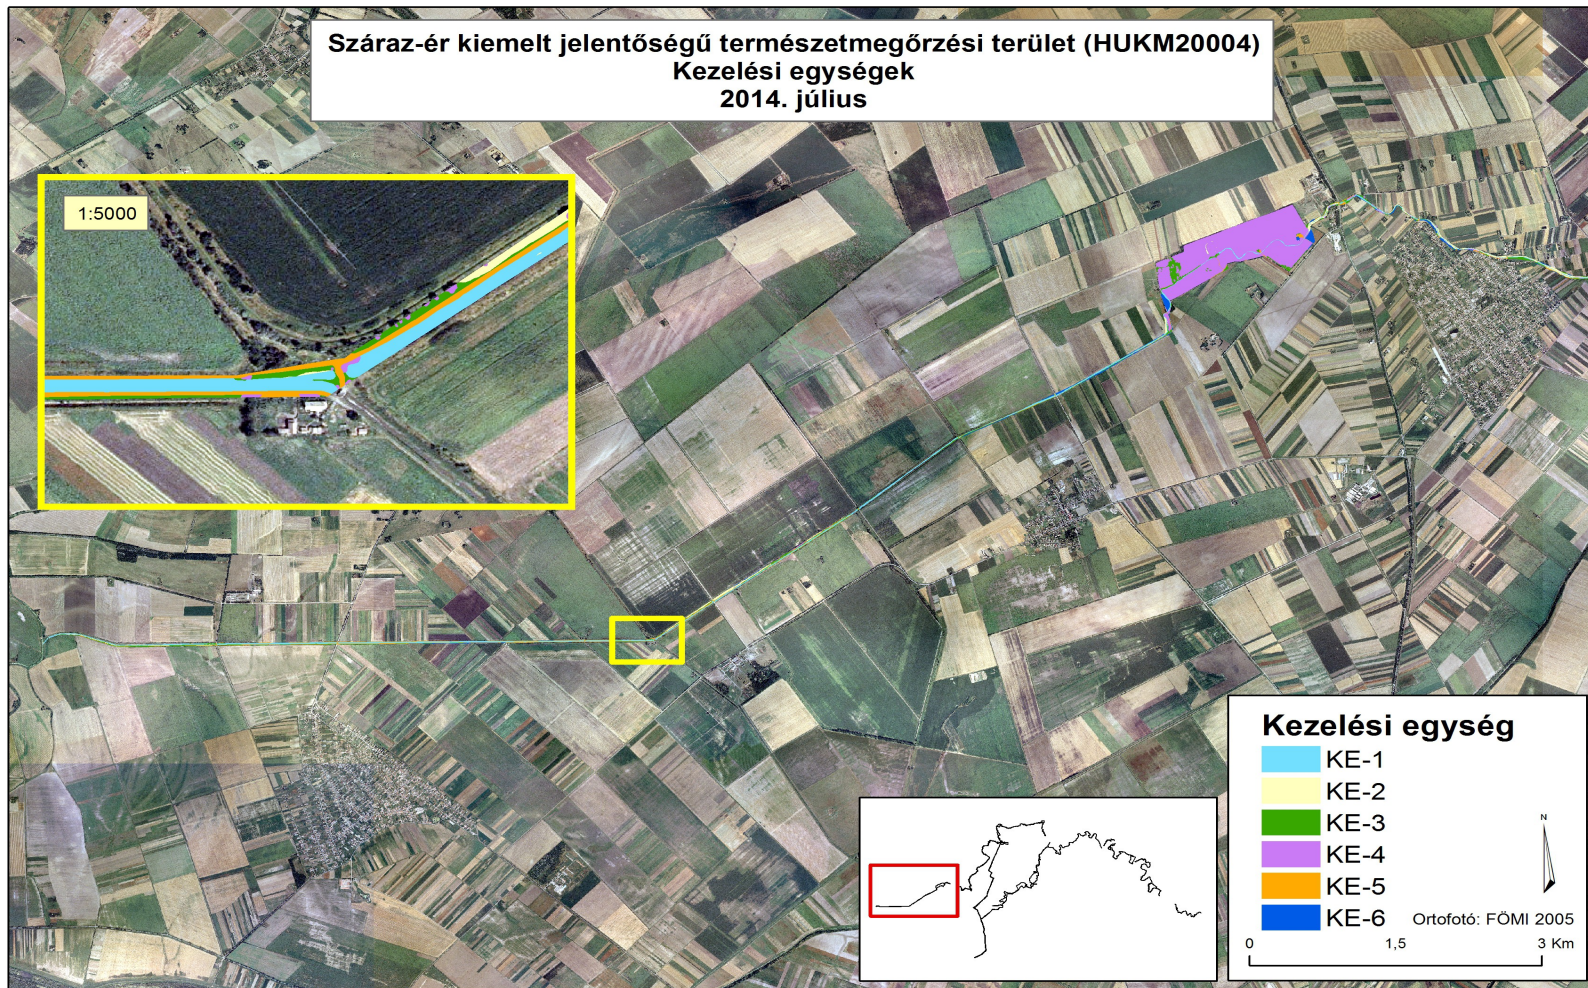 Száraz-ér kiemelt jelentőségű természetmegőrzési terület (HUKM20004)
Kezelési egységek
2014. július
1:5000
Kezelési egység
KE-1
KE-2
KE-3
KE-4
KE-5
KE-6
N
Ortofotó: FÖMI 2005
0 1,5 3 Km